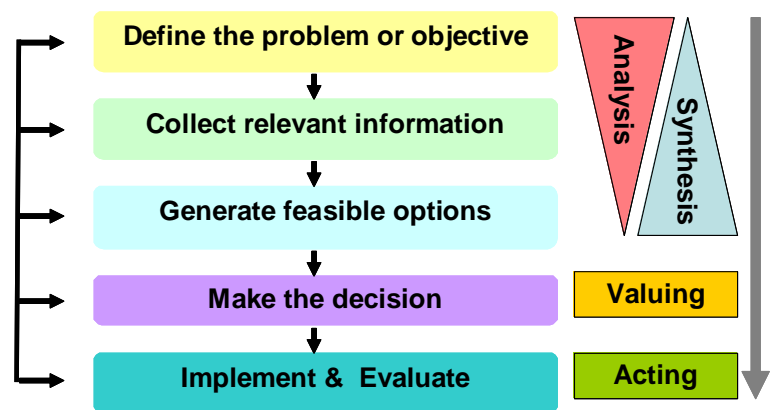 Define the problem or objective
Collect relevant information
Generate feasible options
Make the decision
Implement &  Evaluate
Analysis
Synthesis
Valuing
Acting